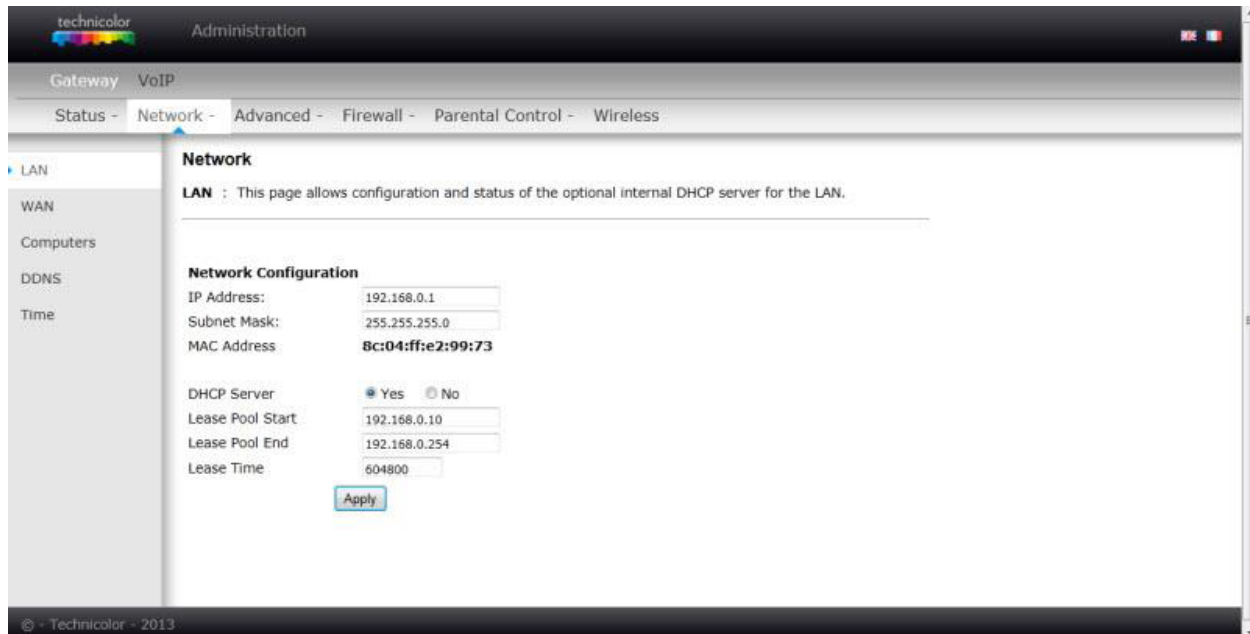 technicolor
Administration
Gateway VoIP
Status - Network - Advanced - Firewall - Parental Control - Wireless
LAN
WAN
Computers
DDNS
Time
Network
LAN : This page allows configuration and status of the optional internal DHCP server for the LAN.
Network Configuration
IP Address: 192.168.0.1
Subnet Mask: 255.255.255.0
MAC Address 8c:04:ff:e2:99:73
DHCP Server Yes No
Lease Pool Start 192.168.0.10
Lease Pool End 192.168.0.254
Lease Time 604800
Apply
© - Technicolor - 2013